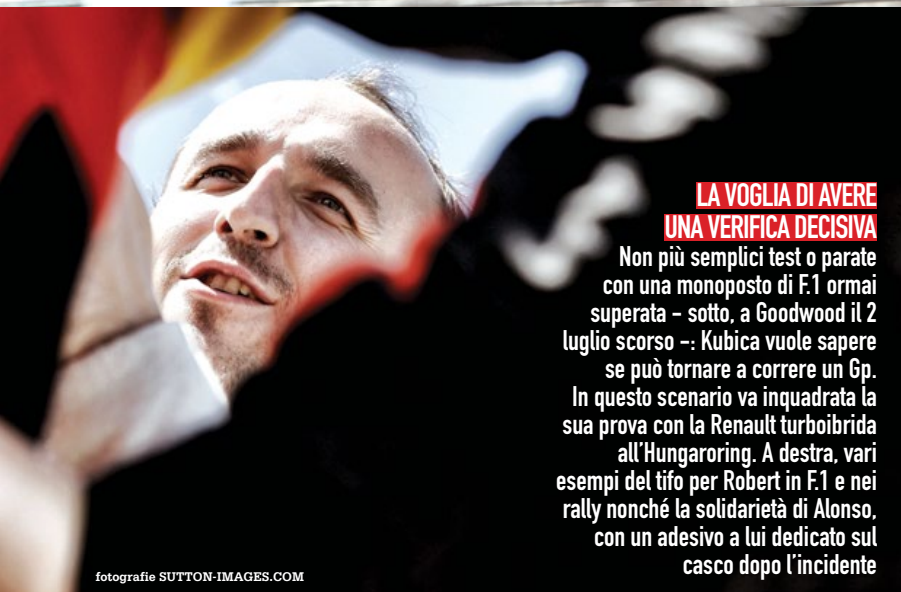 LA VOGLIA DI AVERE
UNA VERIFICA DECISIVA
Non più semplici test o parate
con una monoposto di F.1 ormai
superata - sotto, a Goodwood il 2
luglio scorso -: Kubica vuole sapere
se può tornare a correre un Gp.
In questo scenario va inquadrata la
sua prova con la Renault turboibrida
all'Hungaroring. A destra, vari
esempi del tifo per Robert in F.1 e nei
rally nonché la solidarietà di Alonso,
con un adesivo a lui dedicato sul
casco dopo l'incidente
fotografie SUTTON-IMAGES.COM